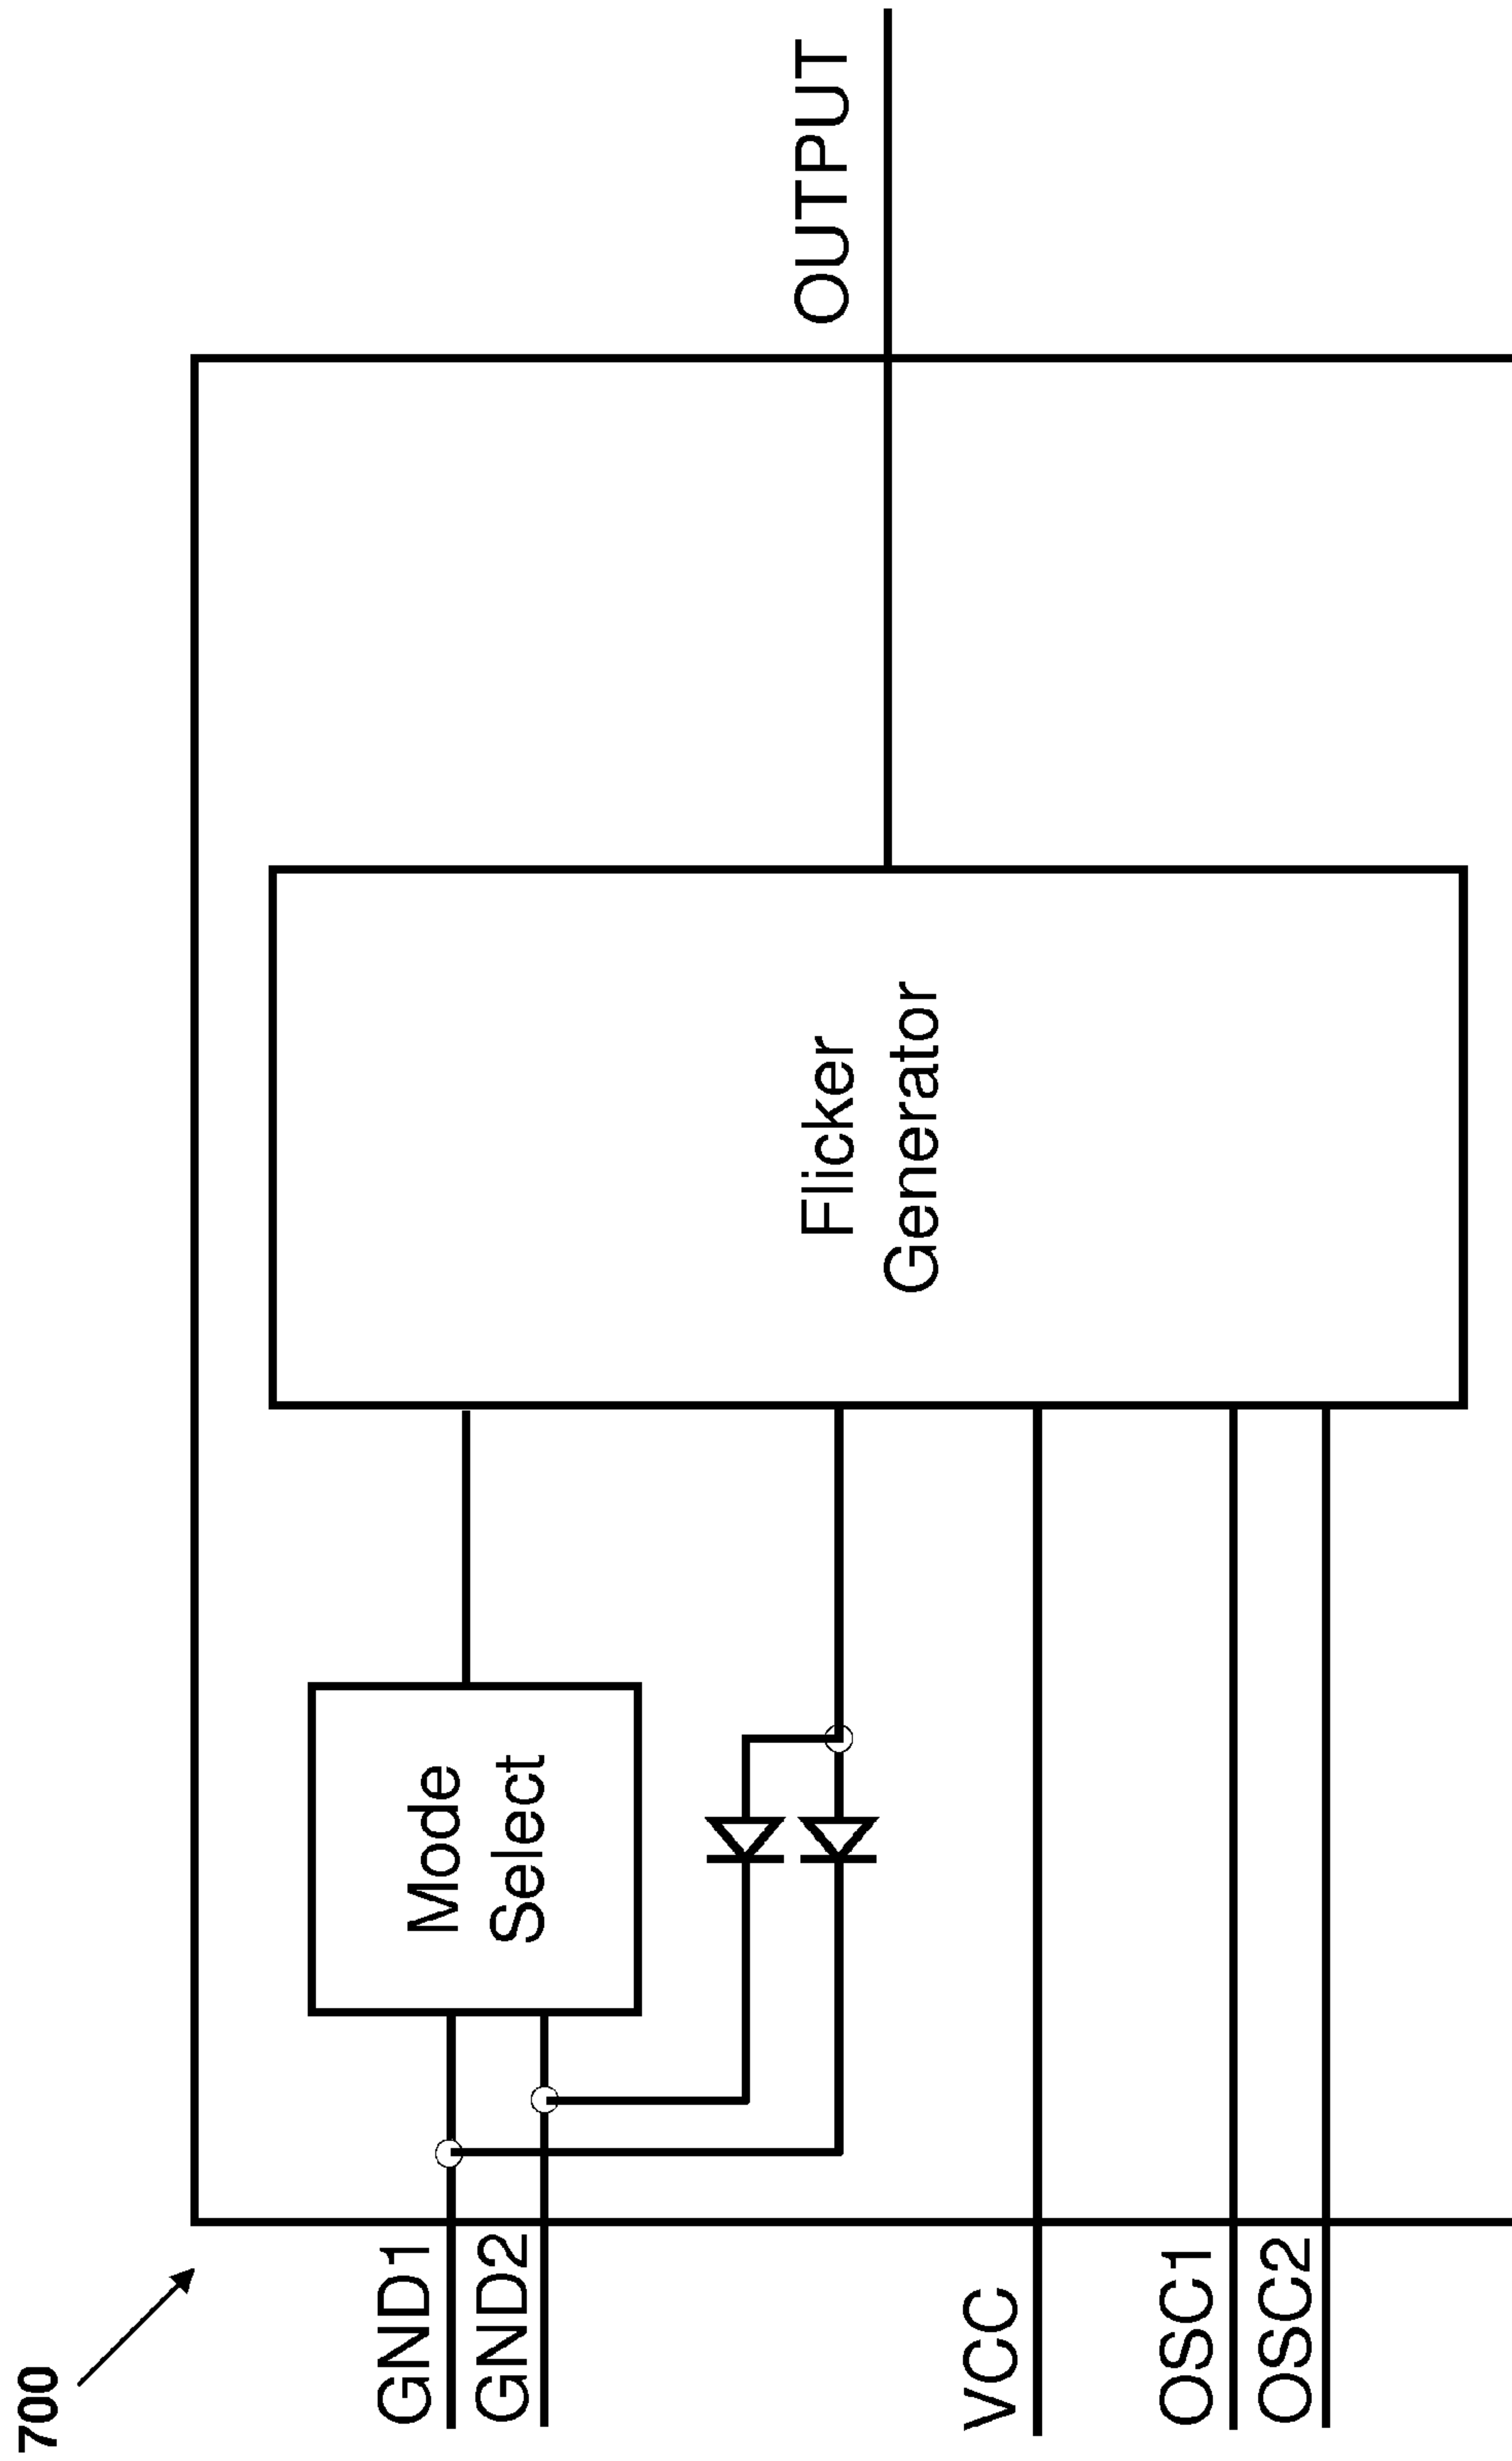 700
GND1
GND2
VCC
OSC1
OSC2
Mode
Select
Flicker
Generator
OUTPUT